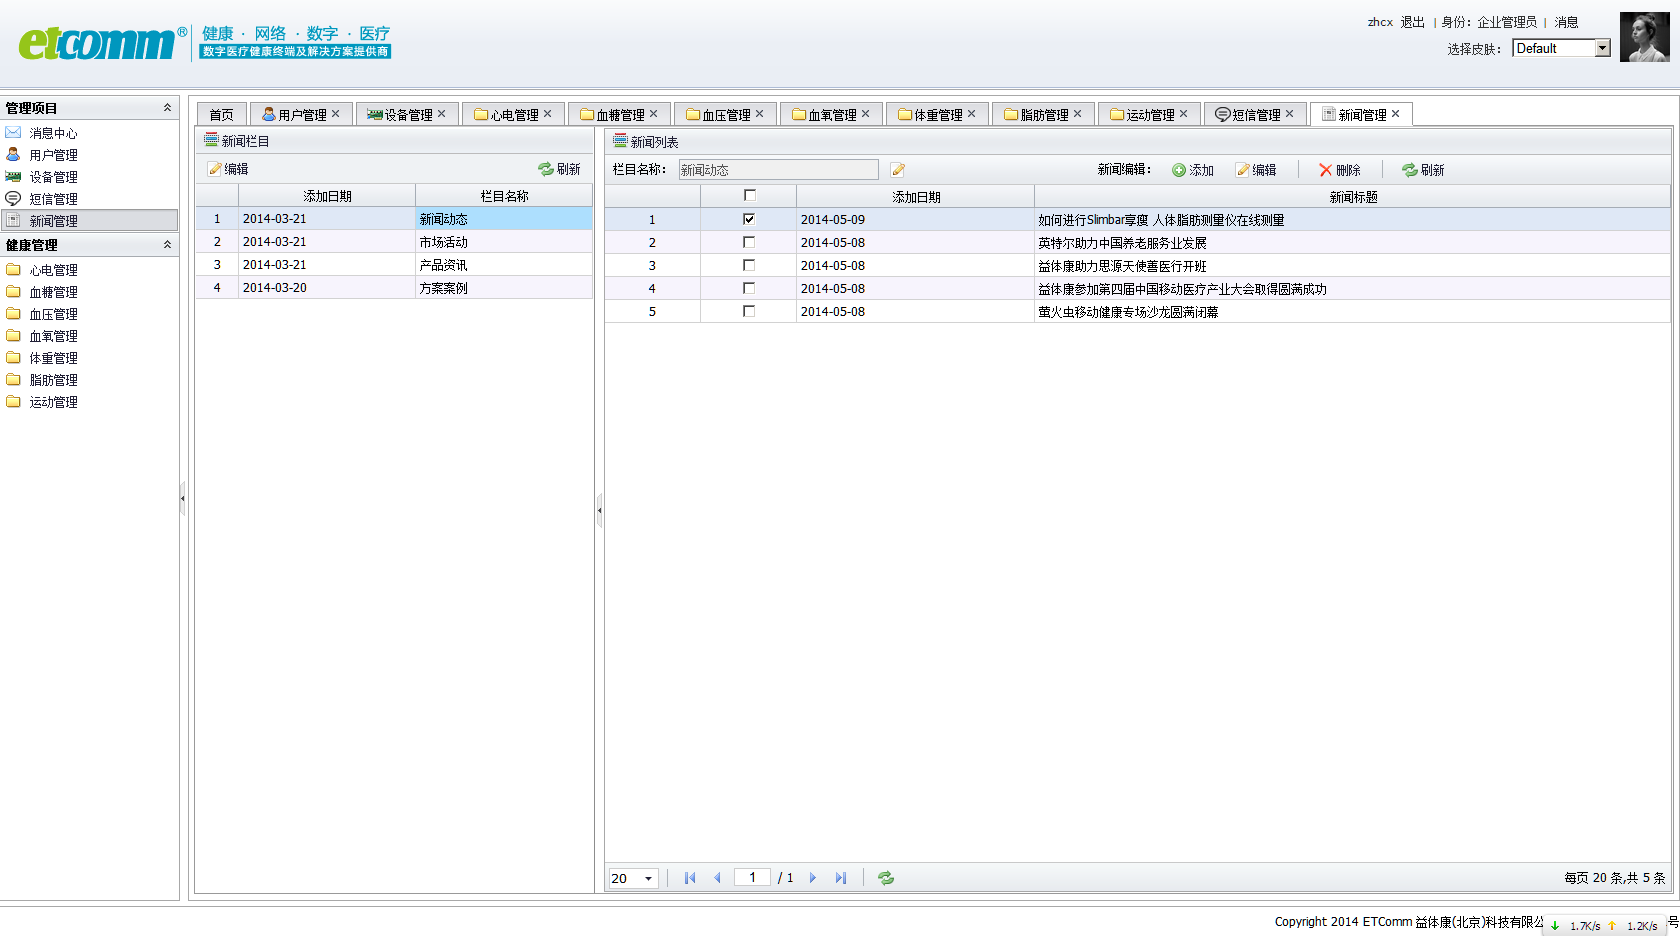 etcomm®
健康 · 网络 · 数字 · 医疗
数字医疗健康终端及解决方案提供商
zhcx 退出 | 身份：企业管理员 | 消息
选择皮肤： Default
管理项目
消息中心
用户管理
设备管理
短信管理
新闻管理
健康管理
心电管理
血糖管理
血压管理
血氧管理
体重管理
脂肪管理
运动管理
首页 用户管理 设备管理 心电管理 血糖管理 血压管理 血氧管理 体重管理 脂肪管理 运动管理 短信管理 新闻管理
新闻栏目
编辑 刷新
添加日期 栏目名称
1 2014-03-21 新闻动态
2 2014-03-21 市场活动
3 2014-03-21 产品资讯
4 2014-03-20 方案案例
新闻列表
栏目名称： 新闻动态 新闻编辑： 添加 编辑 删除 刷新
添加日期 新闻标题
1 2014-05-09 如何进行Slimbar享瘦 人体脂肪测量仪在线测量
2 2014-05-08 英特尔助力中国养老服务业发展
3 2014-05-08 益体康助力思源天使善医行开班
4 2014-05-08 益体康参加第四届中国移动医疗产业大会取得圆满成功
5 2014-05-08 萤火虫移动健康专场沙龙圆满闭幕
20 1 / 1 每页 20 条,共 5 条
Copyright 2014 ETComm 益体康(北京)科技有限公 号
1.7K/s 1.2K/s